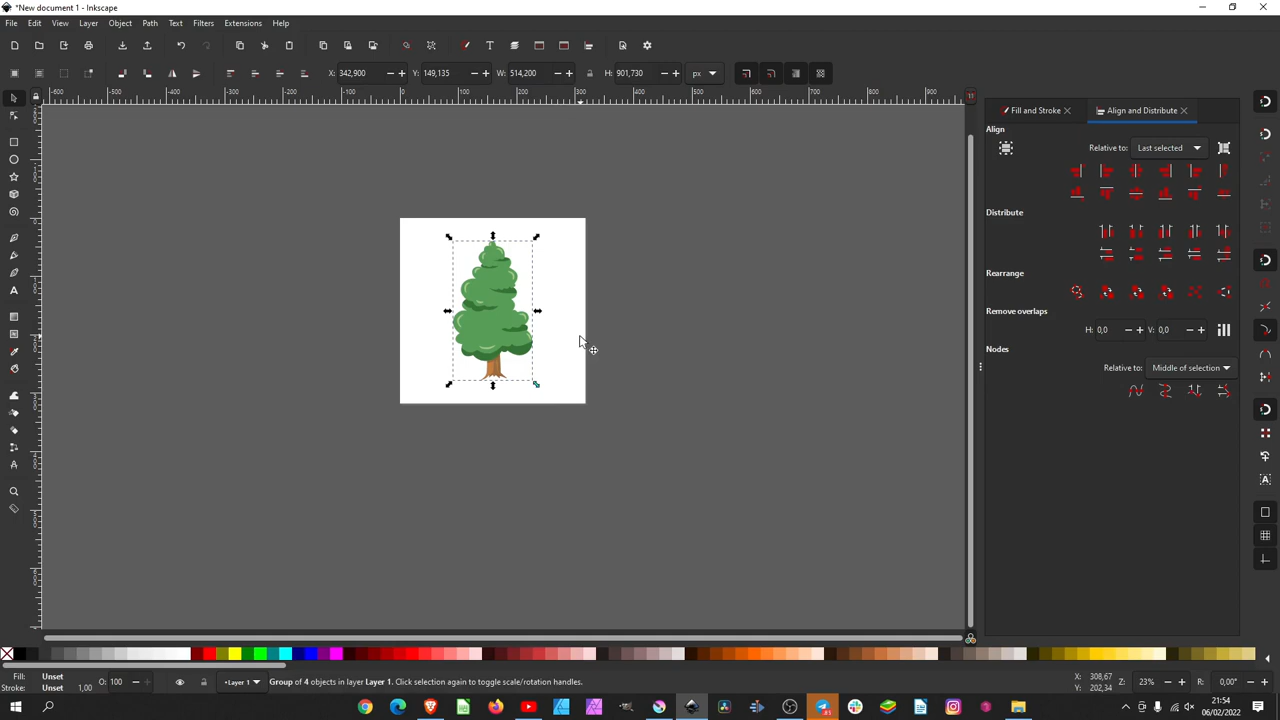 *New document 1 - Inkscape
File Edit View Layer Object Path Text Filters Extensions Help
X: 342,900 Y: 149,135 W: 514,200 H: 901,730 px
Fill and Stroke Align and Distribute
Align
Relative to: Last selected
Distribute
Rearrange
Remove overlaps
H: 0,0 V: 0,0
Nodes
Relative to: Middle of selection
Fill: Unset
Stroke: Unset 1,00 O: 100 Layer 1 Group of 4 objects in layer Layer 1. Click selection again to toggle scale/rotation handles.
X: 308,67
Y: 202,34 Z: 23% R: 0,00°
21:54
06/02/2022